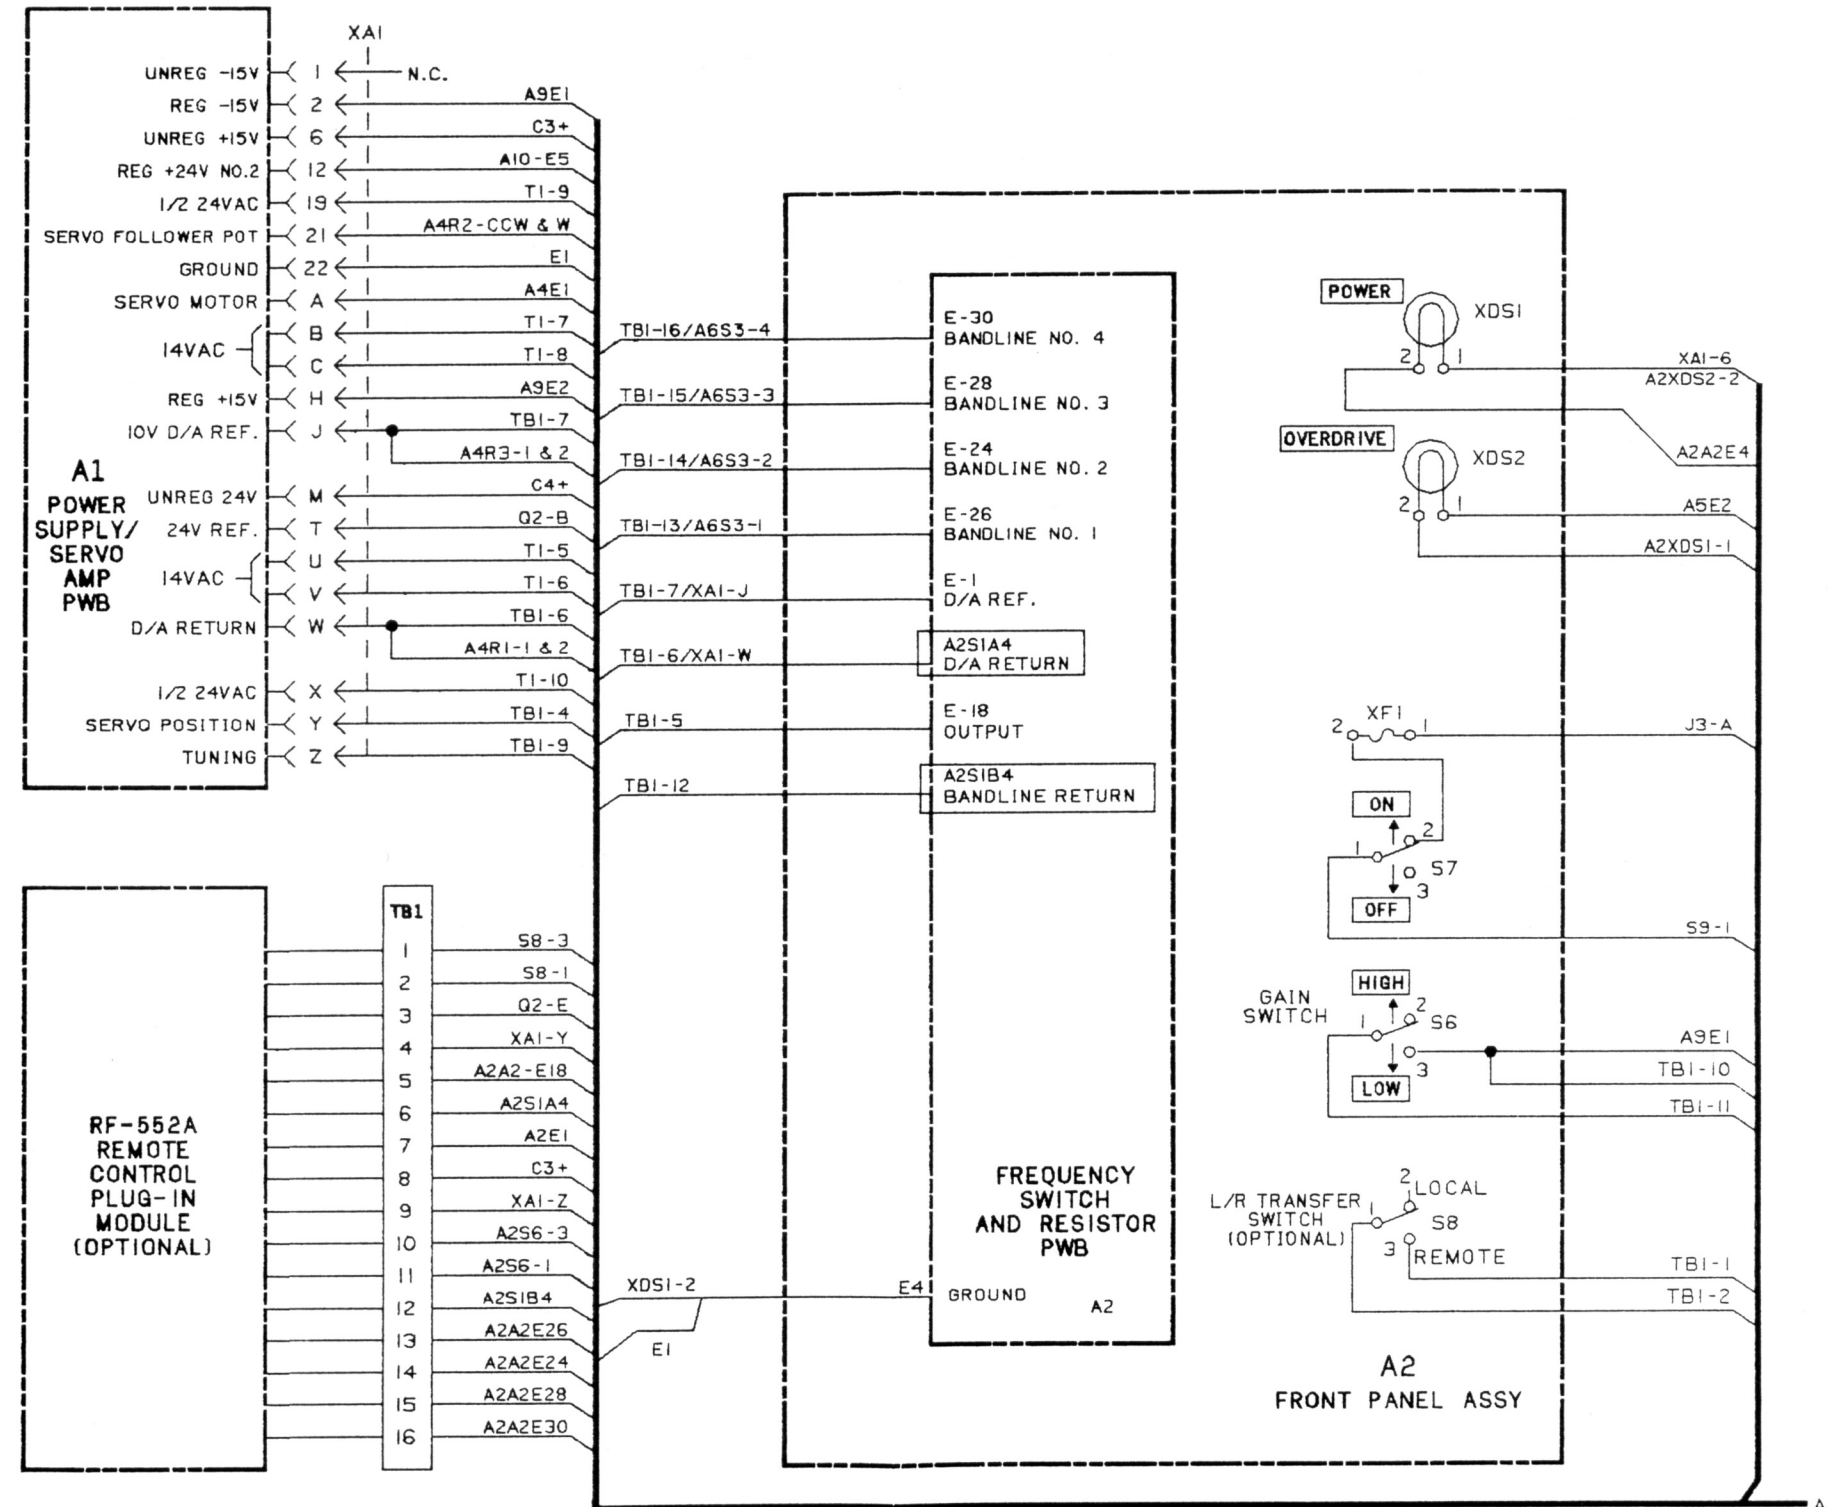 XA1
UNREG -15V 1 N.C.
REG -15V 2 A9E1
UNREG +15V 6 C3+
REG +24V NO.2 12 A10-E5
1/2 24VAC 19 T1-9
SERVO FOLLOWER POT 21 A4R2-CCW & W
GROUND 22 E1
SERVO MOTOR A A4E1
14VAC
B T1-7
C T1-8
REG +15V H A9E2
10V D/A REF. J TB1-7
A4R3-1 & 2
UNREG 24V M C4+
24V REF. T Q2-B
14VAC
U T1-5
V T1-6
D/A RETURN W TB1-6
A4R1-1 & 2
1/2 24VAC X T1-10
SERVO POSITION Y TB1-4
TUNING Z TB1-9
A1
POWER
SUPPLY/
SERVO
AMP
PWB
RF-552A
REMOTE
CONTROL
PLUG-IN
MODULE
(OPTIONAL)
TB1
1 S8-3
2 S8-1
3 Q2-E
4 XA1-Y
5 A2A2-E18
6 A2S1A4
7 A2E1
8 C3+
9 XA1-Z
10 A2S6-3
11 A2S6-1
12 A2S1B4
13 A2A2E26
14 A2A2E24
15 A2A2E28
16 A2A2E30
TB1-16/A6S3-4
E-30
BANDLINE NO. 4
TB1-15/A6S3-3
E-28
BANDLINE NO. 3
TB1-14/A6S3-2
E-24
BANDLINE NO. 2
TB1-13/A6S3-1
E-26
BANDLINE NO. 1
TB1-7/XA1-J
E-1
D/A REF.
TB1-6/XA1-W
A2S1A4
D/A RETURN
TB1-5
E-18
OUTPUT
TB1-12
A2S1B4
BANDLINE RETURN
FREQUENCY
SWITCH
AND RESISTOR
PWB
XDS1-2
E4 GROUND
A2
E1
POWER
XDS1
2 1
XA1-6
A2XDS2-2
OVERDRIVE
XDS2
A2A2E4
2 1
A5E2
A2XDS1-1
XF1
2 1
J3-A
ON
1 2
S7
3
OFF
S9-1
HIGH
GAIN
SWITCH
1 2
S6
3
LOW
A9E1
TB1-10
TB1-11
L/R TRANSFER
SWITCH
(OPTIONAL)
1
2 LOCAL
S8
3 REMOTE
TB1-1
TB1-2
A2
FRONT PANEL ASSY
A